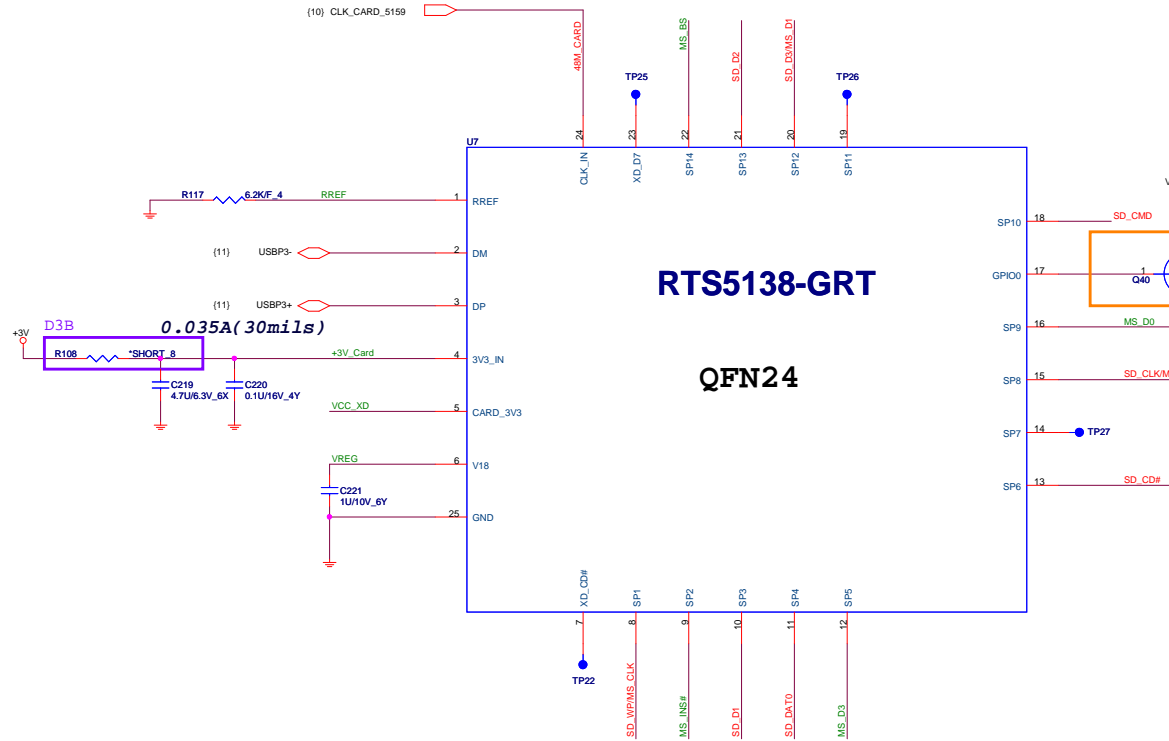 {10} CLK_CARD_5159
48M_CARD
MS_BS
SD_D2
SD_D3/MS_D1
TP25
TP26
U7
24
23
22
21
20
19
CLK_IN
XD_D7
SP14
SP13
SP12
SP11
R117 6.2K/F_4 RREF 1 RREF
{11} USBP3- 2 DM
{11} USBP3+ 3 DP
D3B 0.035A(30mils)
+3V
R108 *SHORT_8 +3V_Card 4 3V3_IN
C219
4.7U/6.3V_6X
C220
0.1U/16V_4Y
VCC_XD 5 CARD_3V3
VREG 6 V18
C221
1U/10V_6Y
25 GND
RTS5138-GRT
QFN24
SP10 18 SD_CMD
V
GPIO0 17 1
Q40
SP9 16 MS_D0
SP8 15 SD_CLK/M
SP7 14 TP27
SP6 13 SD_CD#
XD_CD#
SP1
SP2
SP3
SP4
SP5
7
8
9
10
11
12
TP22
SD_WP/MS_CLK
MS_INS#
SD_D1
SD_DAT0
MS_D3